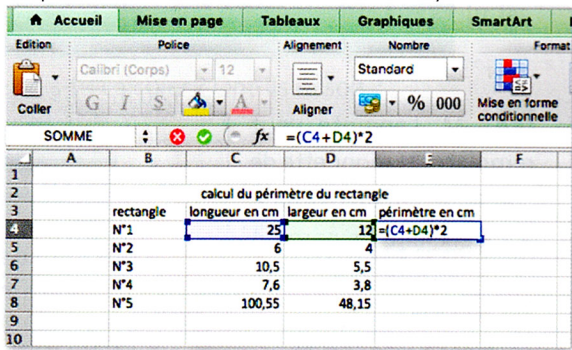 Accueil Mise en page Tableaux Graphiques SmartArt
Edition Police Alignement Nombre Format
Calibri (Corps) 12 Standard
Coller G I S A Aligner % 000 Mise en forme conditionnelle
SOMME fx =(C4+D4)*2
A B C D E F
1
2 calcul du périmètre du rectangle
3 rectangle longueur en cm largeur en cm périmètre en cm
4 N°1 25 12 =(C4+D4)*2
5 N°2 6 4
6 N°3 10,5 5,5
7 N°4 7,6 3,8
8 N°5 100,55 48,15
9
10